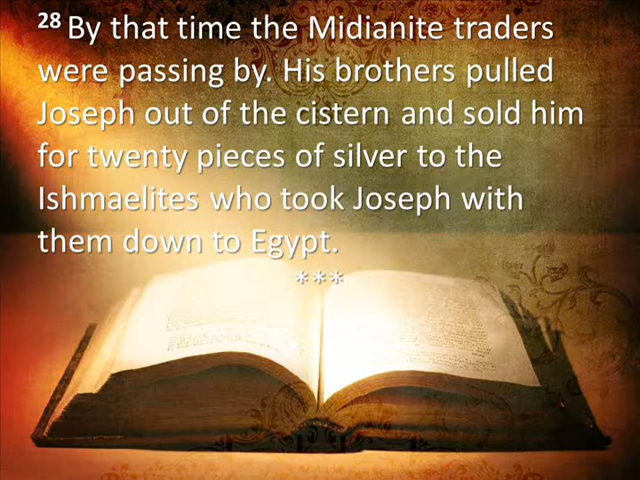 28 By that time the Midianite traders
were passing by. His brothers pulled
Joseph out of the cistern and sold him
for twenty pieces of silver to the
Ishmaelites who took Joseph with
them down to Egypt.
***